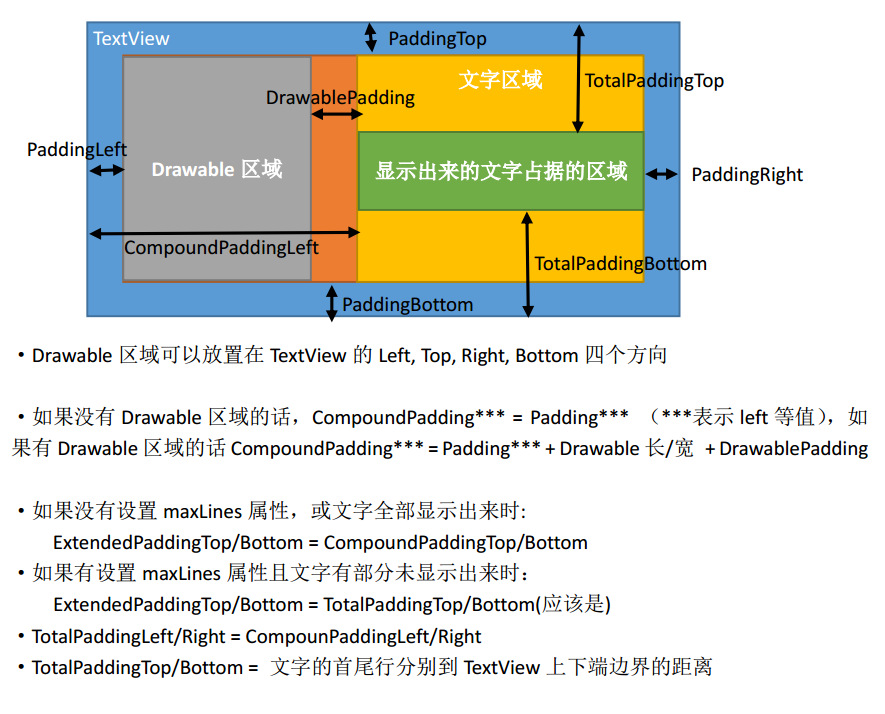 TextView
PaddingTop
文字区域
TotalPaddingTop
DrawablePadding
PaddingLeft
Drawable 区域
显示出来的文字占据的区域
PaddingRight
CompoundPaddingLeft
TotalPaddingBottom
PaddingBottom
• Drawable 区域可以放置在 TextView 的 Left, Top, Right, Bottom 四个方向
• 如果没有 Drawable 区域的话，CompoundPadding*** = Padding*** （***表示 left 等值），如
果有 Drawable 区域的话 CompoundPadding*** = Padding*** + Drawable 长/宽 + DrawablePadding
• 如果没有设置 maxLines 属性，或文字全部显示出来时:
ExtendedPaddingTop/Bottom = CompoundPaddingTop/Bottom
• 如果有设置 maxLines 属性且文字有部分未显示出来时：
ExtendedPaddingTop/Bottom = TotalPaddingTop/Bottom(应该是)
• TotalPaddingLeft/Right = CompounPaddingLeft/Right
• TotalPaddingTop/Bottom = 文字的首尾行分别到 TextView 上下端边界的距离